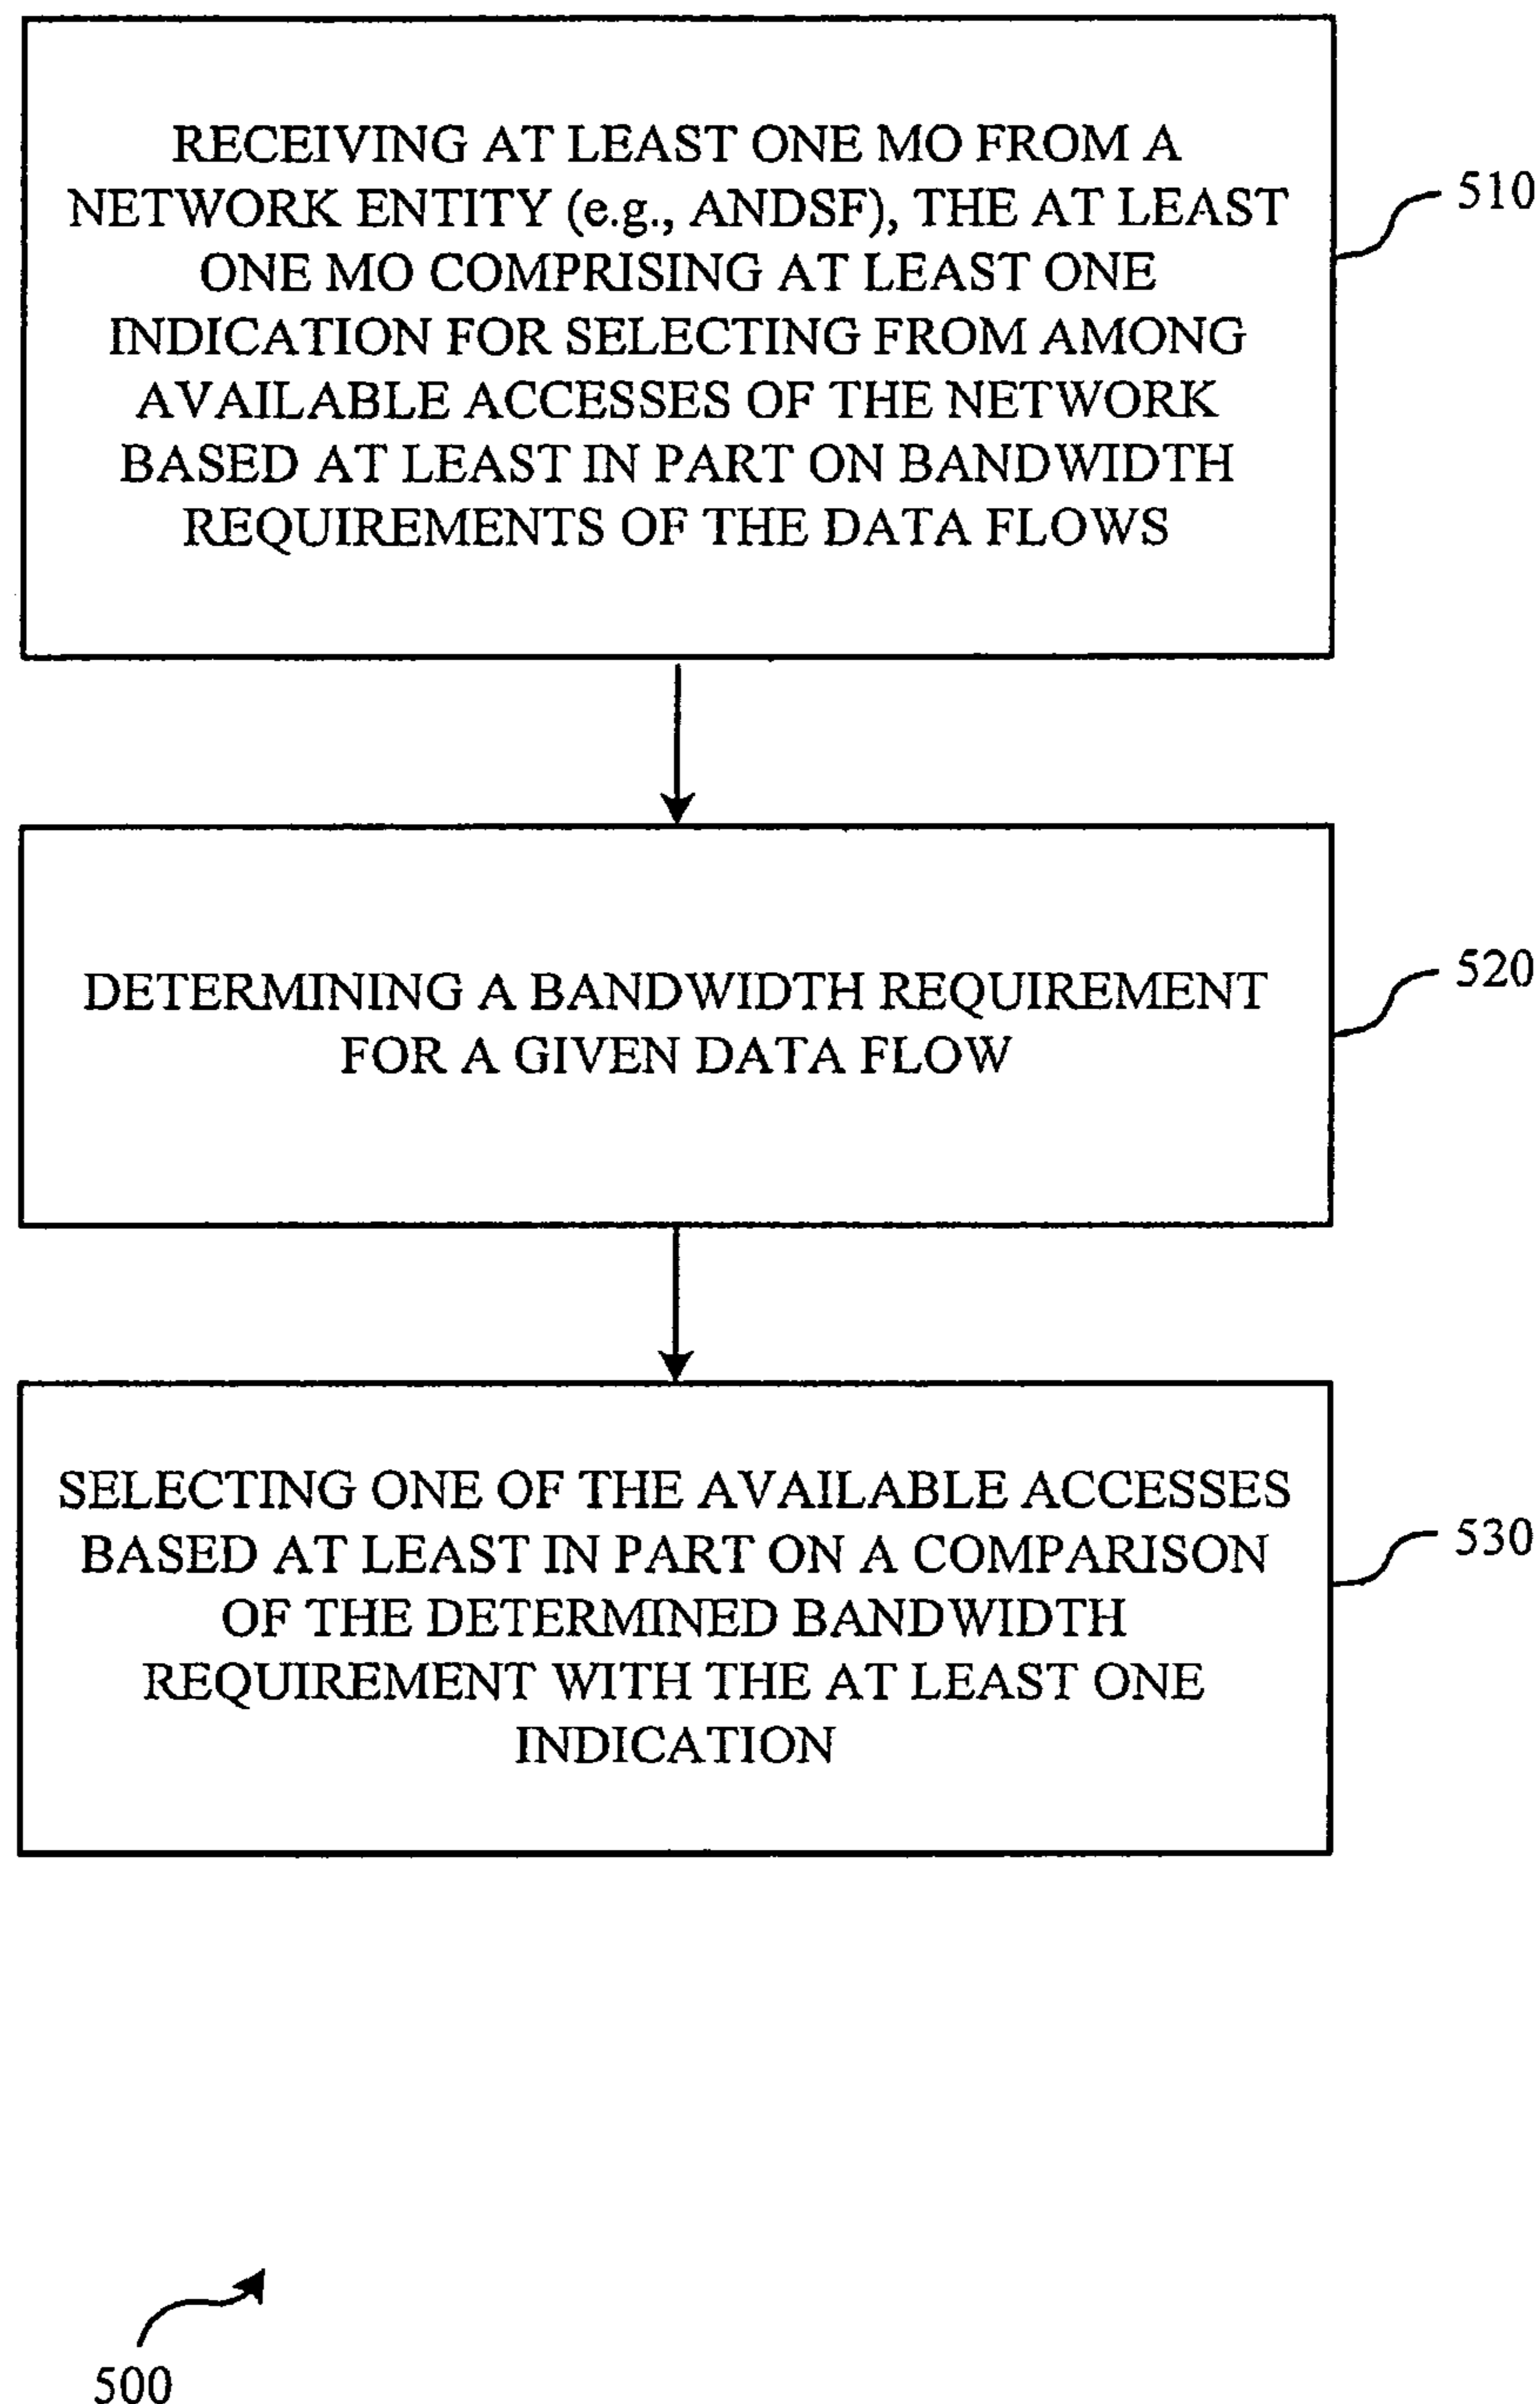 RECEIVING AT LEAST ONE MO FROM A
NETWORK ENTITY (e.g., ANDSF), THE AT LEAST
ONE MO COMPRISING AT LEAST ONE
INDICATION FOR SELECTING FROM AMONG
AVAILABLE ACCESSES OF THE NETWORK
BASED AT LEAST IN PART ON BANDWIDTH
REQUIREMENTS OF THE DATA FLOWS
510
DETERMINING A BANDWIDTH REQUIREMENT
FOR A GIVEN DATA FLOW
520
SELECTING ONE OF THE AVAILABLE ACCESSES
BASED AT LEAST IN PART ON A COMPARISON
OF THE DETERMINED BANDWIDTH
REQUIREMENT WITH THE AT LEAST ONE
INDICATION
530
500